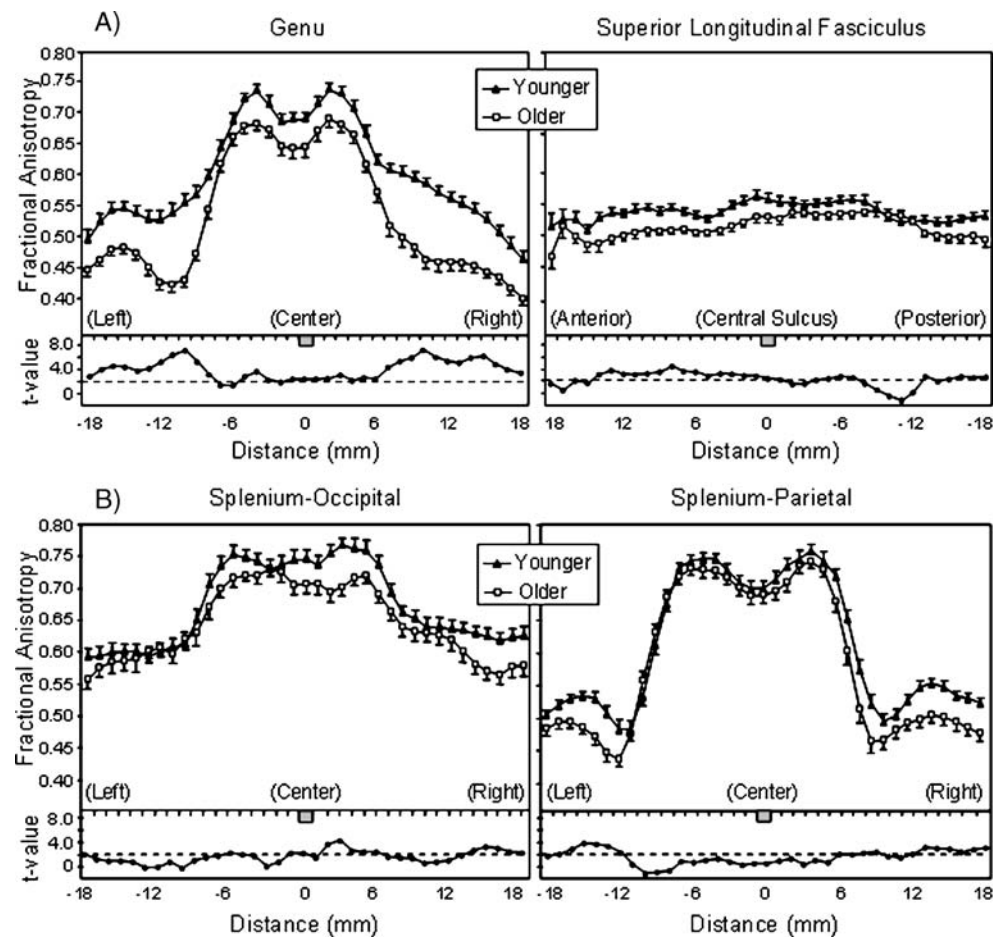 A)
Genu
Superior Longitudinal Fasciculus
Fractional Anisotropy
0.80
0.75
0.70
0.65
0.60
0.55
0.50
0.45
0.40
Younger
Older
(Left) (Center) (Right)
(Anterior) (Central Sulcus) (Posterior)
t-value
8.0
4.0
0
-18 -12 -6 0 6 12 18
-18 12 6 0 -6 -12 -18
Distance (mm)
Distance (mm)
B)
Splenium-Occipital
Splenium-Parietal
Fractional Anisotropy
0.80
0.75
0.70
0.65
0.60
0.55
0.50
0.45
0.40
Younger
Older
(Left) (Center) (Right)
(Left) (Center) (Right)
t-value
8.0
4.0
0
-18 -12 -6 0 6 12 18
-18 -12 -6 0 6 12 18
Distance (mm)
Distance (mm)